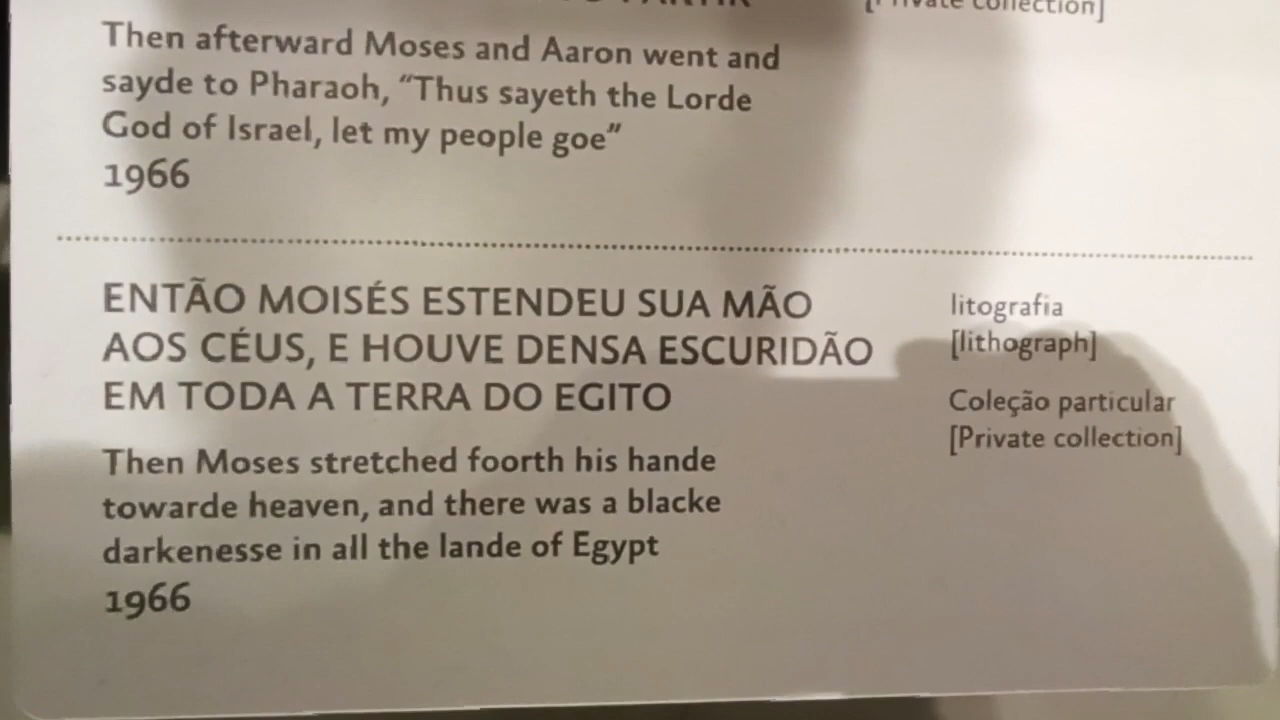 PARTIR
[Private collection]
Then afterward Moses and Aaron went and
sayde to Pharaoh, “Thus sayeth the Lorde
God of Israel, let my people goe”
1966
ENTÃO MOISÉS ESTENDEU SUA MÃO
AOS CÉUS, E HOUVE DENSA ESCURIDÃO
EM TODA A TERRA DO EGITO
litografia
[lithograph]
Coleção particular
[Private collection]
Then Moses stretched foorth his hande
towarde heaven, and there was a blacke
darkenesse in all the lande of Egypt
1966